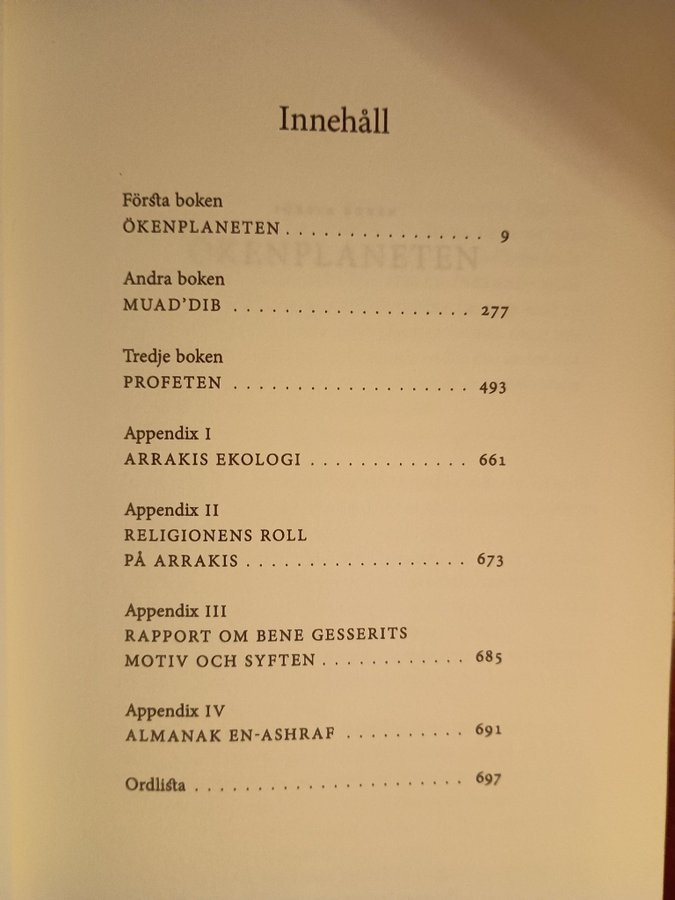 Innehåll
Första boken
ÖKENPLANETEN . . . . . . . . . . . . . . . . 9
Andra boken
MUAD'DIB . . . . . . . . . . . . . . . . . . . 277
Tredje boken
PROFETEN . . . . . . . . . . . . . . . . . . . 493
Appendix I
ARRAKIS EKOLOGI . . . . . . . . . . . . . 661
Appendix II
RELIGIONENS ROLL
PÅ ARRAKIS . . . . . . . . . . . . . . . . . . 673
Appendix III
RAPPORT OM BENE GESSERITS
MOTIV OCH SYFTEN . . . . . . . . . . . . 685
Appendix IV
ALMANAK EN-ASHRAF . . . . . . . . . . 691
Ordlista . . . . . . . . . . . . . . . . . . . . . . 697